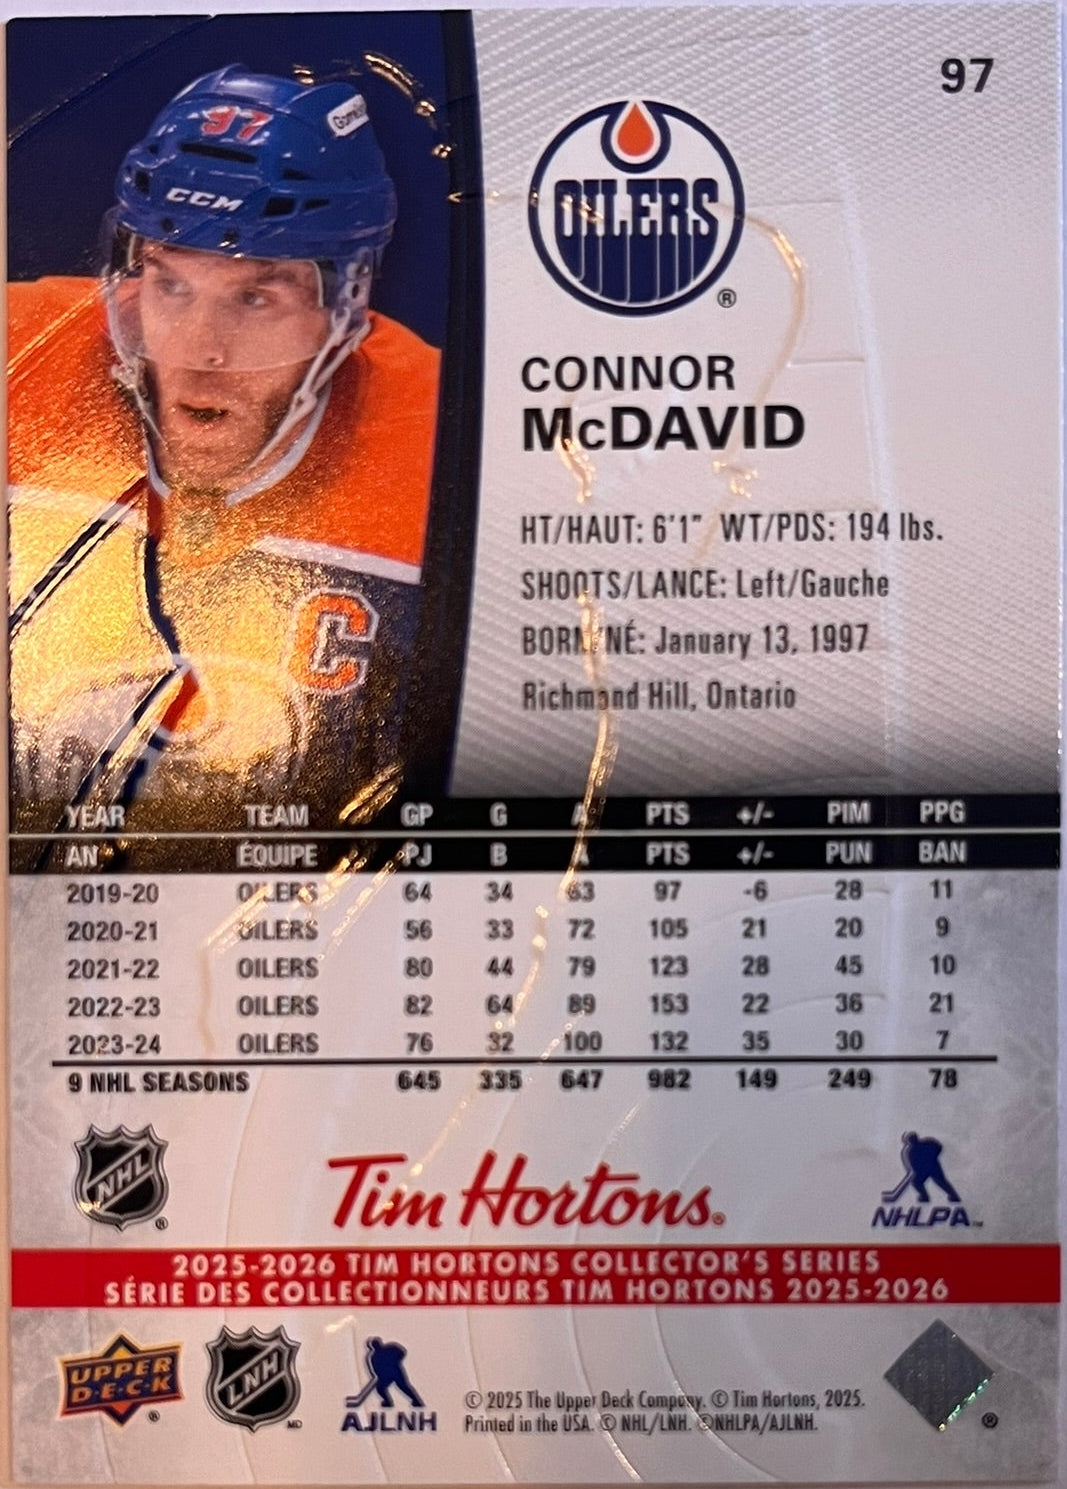 97
97
CCM
OILERS
®
CONNOR
McDAVID
HT/HAUT: 6'1" WT/PDS: 194 lbs.
SHOOTS/LANCE: Left/Gauche
BORN/NÉ: January 13, 1997
Richmond Hill, Ontario
C
YEAR TEAM GP G A PTS +/- PIM PPG
AN ÉQUIPE PJ B A PTS +/- PUN BAN
2019-20 OILERS 64 34 63 97 -6 28 11
2020-21 OILERS 56 33 72 105 21 20 9
2021-22 OILERS 80 44 79 123 28 45 10
2022-23 OILERS 82 64 89 153 22 36 21
2023-24 OILERS 76 32 100 132 35 30 7
9 NHL SEASONS 645 335 647 982 149 249 78
NHL ®
Tim Hortons®
NHLPA™
2025-2026 TIM HORTONS COLLECTOR'S SERIES
SÉRIE DES COLLECTIONNEURS TIM HORTONS 2025-2026
UPPER
D·E·C·K ®
LNH MD
AJLNH
© 2025 The Upper Deck Company. © Tim Hortons, 2025.
Printed in the USA. © NHL/LNH. ©NHLPA/AJLNH.
®